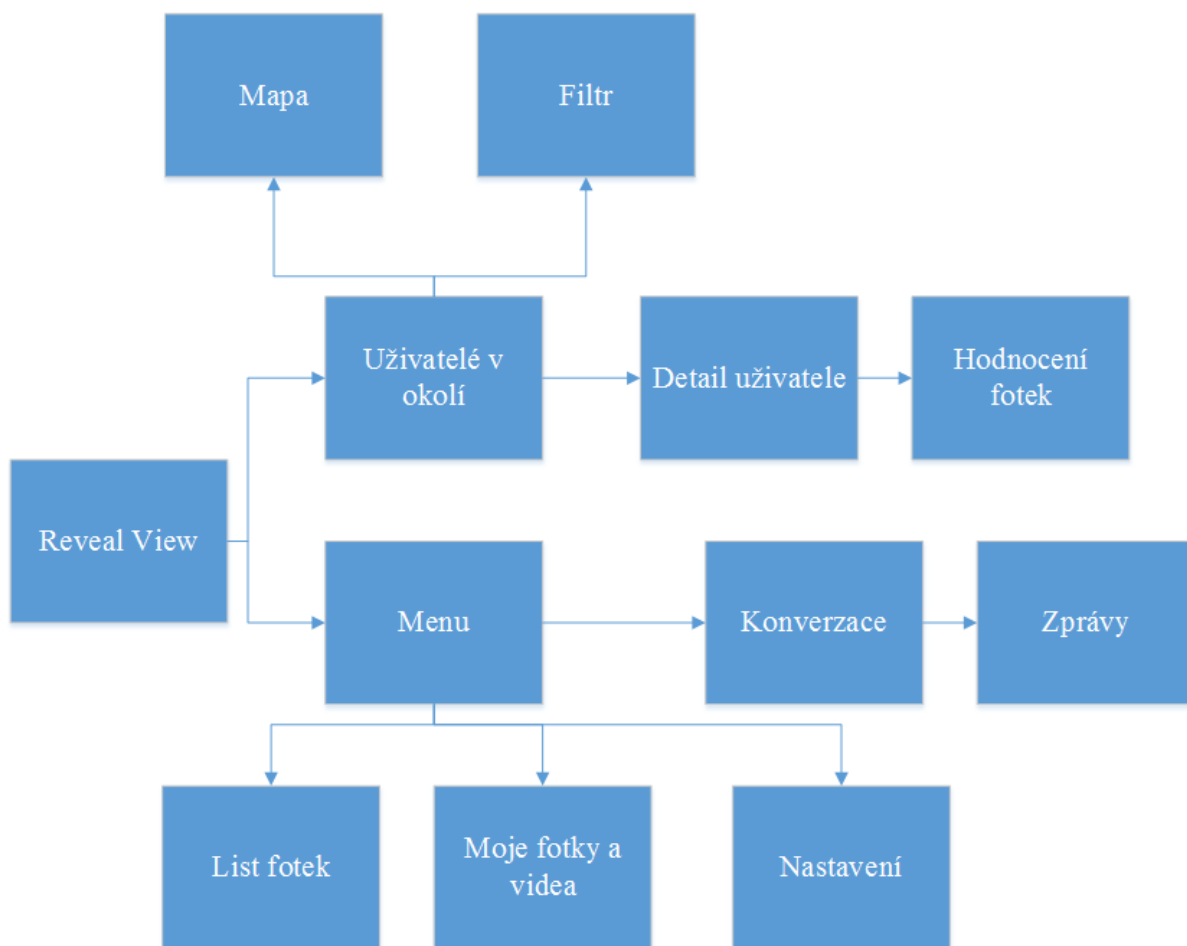 Mapa
Filtr
Uživatelé v
okolí
Detail uživatele
Hodnocení
fotek
Reveal View
Menu
Konverzace
Zprávy
List fotek
Moje fotky a
videa
Nastavení